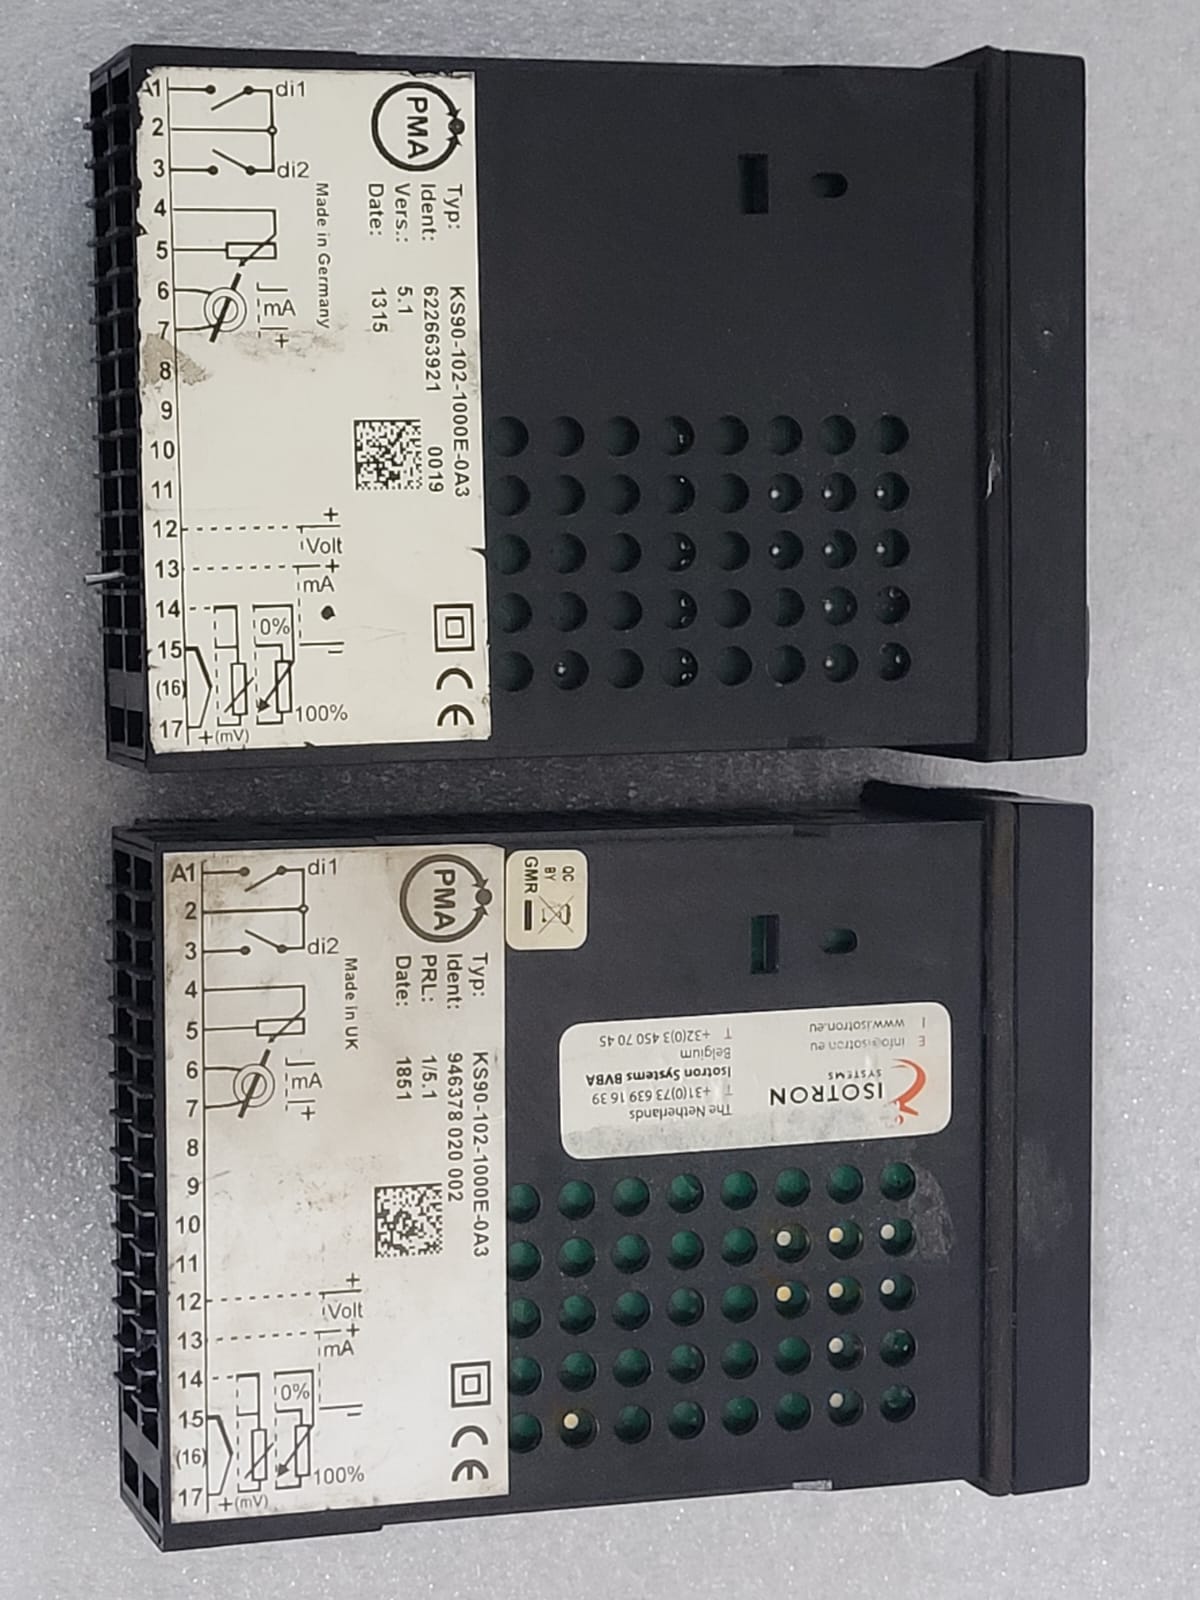 PMA
Typ: KS90-102-1000E-0A3
Ident: 622663921 0019
Vers.: 5.1
Date: 1315
CE
Made in Germany
di1
di2
mA
+
+
Volt
+
mA
−
0%
100%
+ (mV)
A1 2 3 4 5 6 7 8 9 10 11 12 13 14 15 (16) 17
ISOTRON
SYSTEMS
E info@isotron.eu
I www.isotron.eu
The Netherlands
T +31(0)73 639 16 39
Isotron Systems BVBA
Belgium
T +32(0)3 450 70 45
QC
BY
GMR
PMA
Typ: KS90-102-1000E-0A3
Ident: 946378 020 002
PRL: 1/5.1
Date: 1851
CE
Made in UK
di1
di2
mA
+
+
Volt
+
mA
−
0%
100%
+ (mV)
A1 2 3 4 5 6 7 8 9 10 11 12 13 14 15 (16) 17